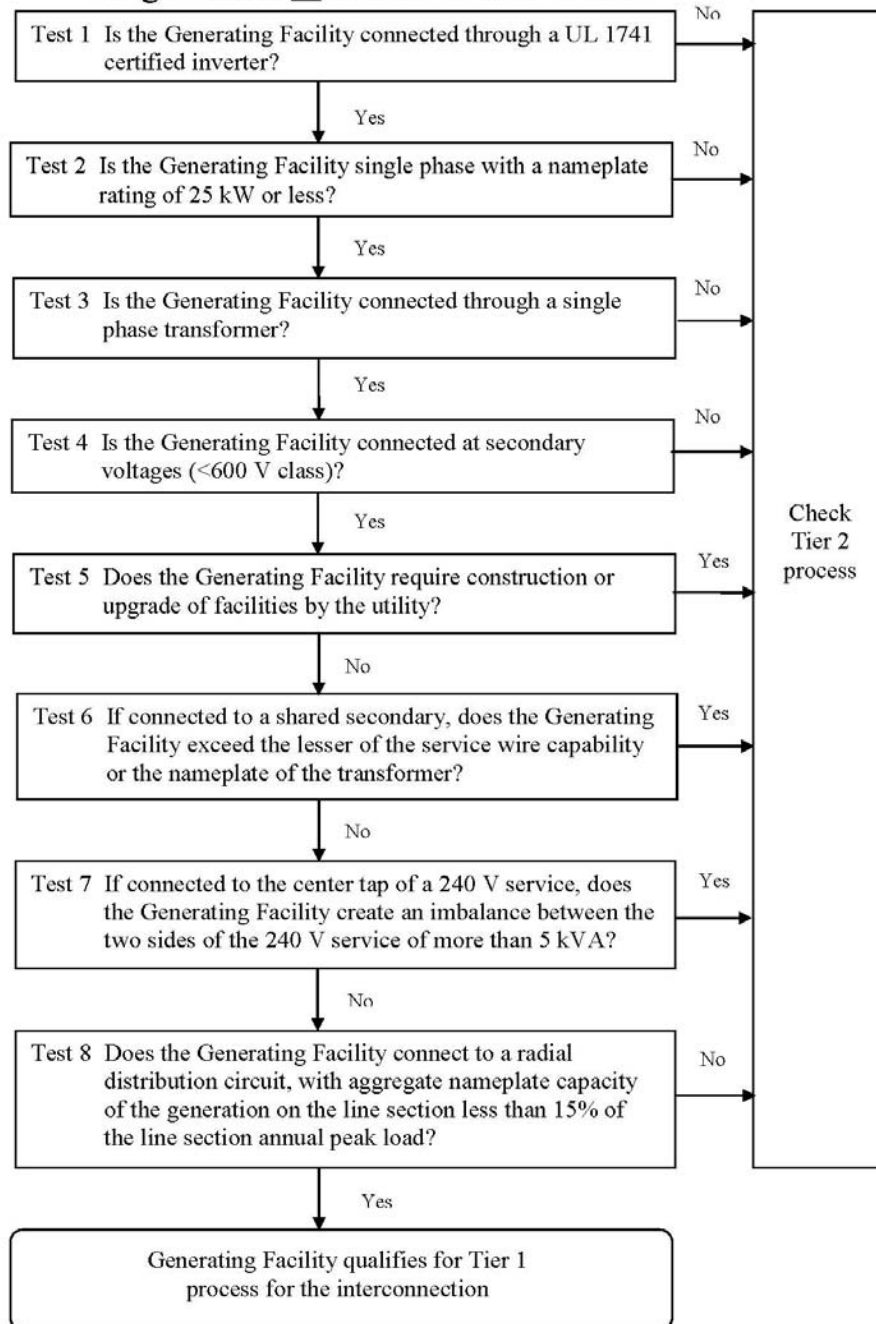 No
Test 1 Is the Generating Facility connected through a UL 1741
certified inverter?
Yes
No
Test 2 Is the Generating Facility single phase with a nameplate
rating of 25 kW or less?
Yes
No
Test 3 Is the Generating Facility connected through a single
phase transformer?
Yes
No
Test 4 Is the Generating Facility connected at secondary
voltages (<600 V class)?
Yes
Check
Tier 2
process
Yes
Test 5 Does the Generating Facility require construction or
upgrade of facilities by the utility?
No
Yes
Test 6 If connected to a shared secondary, does the Generating
Facility exceed the lesser of the service wire capability
or the nameplate of the transformer?
No
Yes
Test 7 If connected to the center tap of a 240 V service, does
the Generating Facility create an imbalance between the
two sides of the 240 V service of more than 5 kVA?
No
No
Test 8 Does the Generating Facility connect to a radial
distribution circuit, with aggregate nameplate capacity
of the generation on the line section less than 15% of
the line section annual peak load?
Yes
Generating Facility qualifies for Tier 1
process for the interconnection